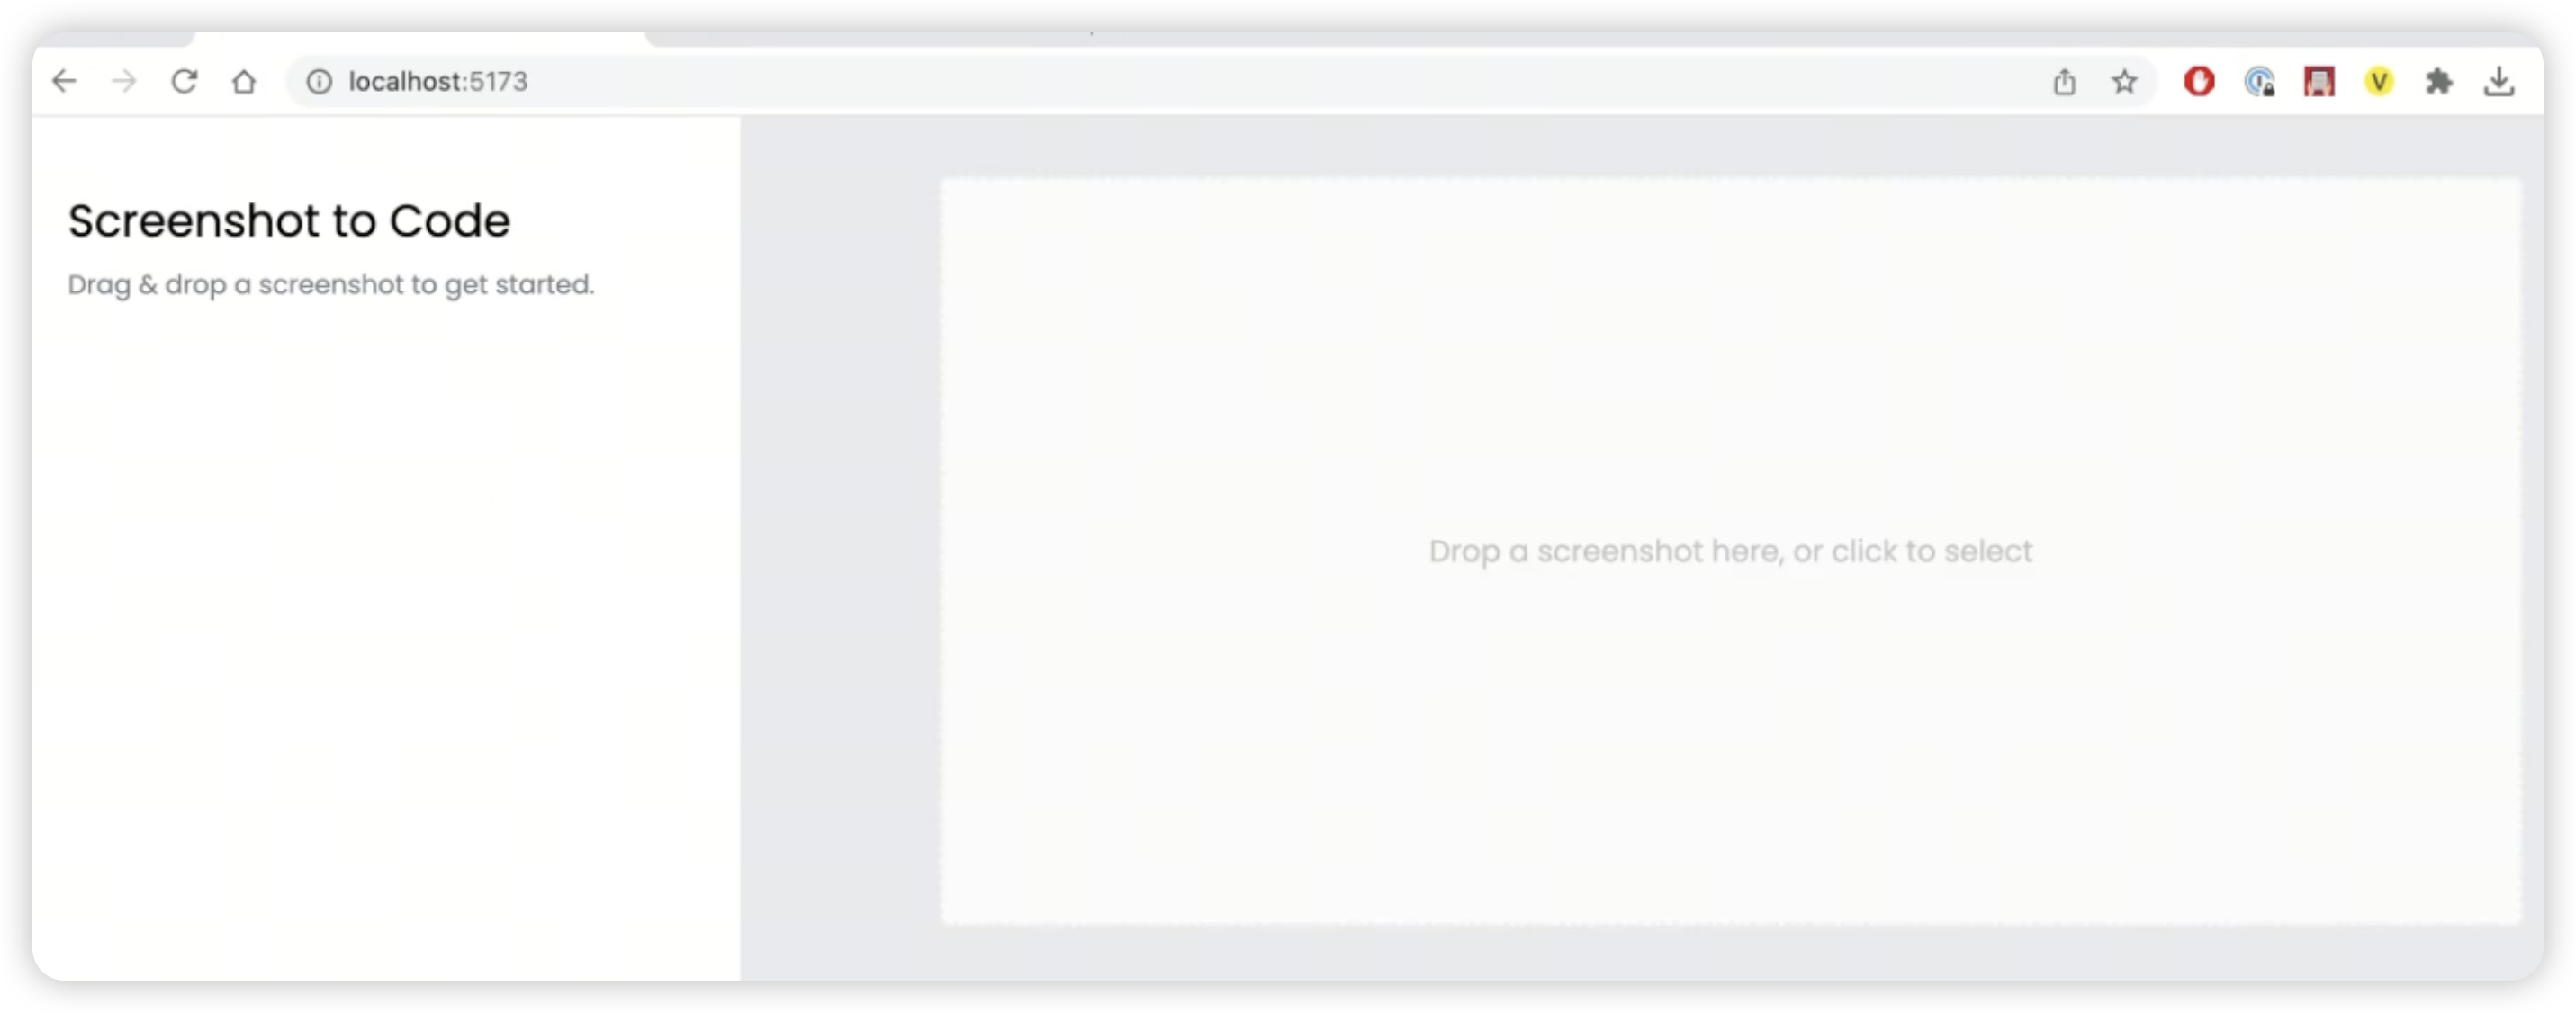 localhost:5173
V
Screenshot to Code
Drag & drop a screenshot to get started.
Drop a screenshot here, or click to select